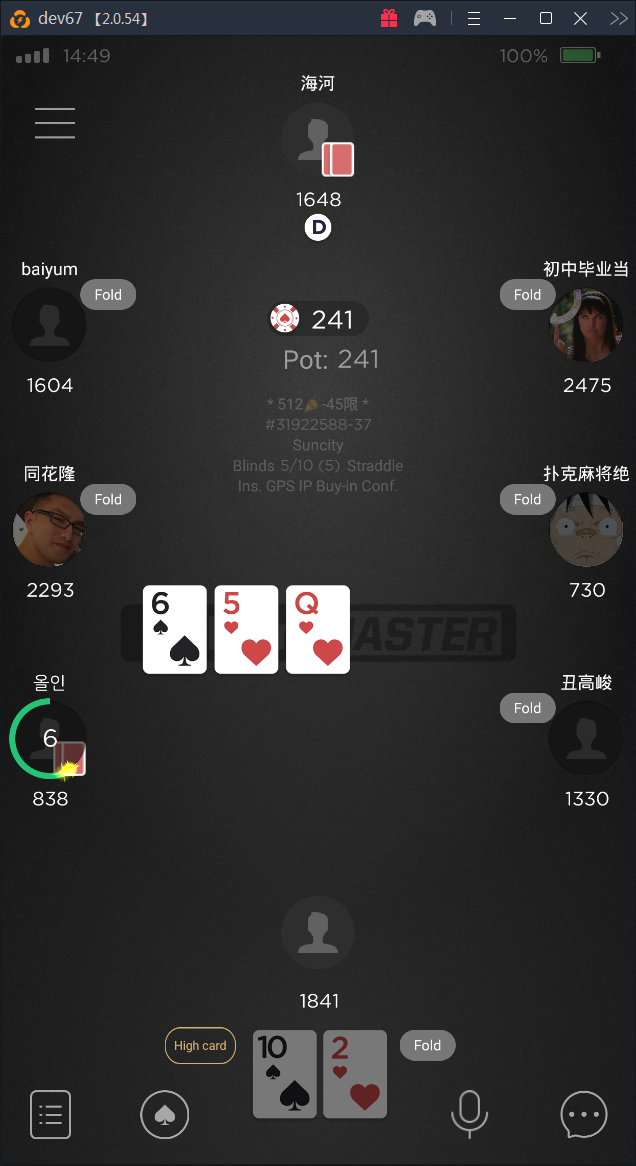 dev67 【2.0.54】
14:49
100%
海河
1648
D
baiyum
Fold
1604
初中毕业当
Fold
2475
241
Pot: 241
* 512 -45限 *
#31922588-37
Suncity
Blinds 5/10 (5) Straddle
Ins. GPS IP Buy-in Conf.
同花隆
Fold
2293
扑克麻将绝
Fold
730
6
5
Q
ASTER
올인
6
838
丑高峻
Fold
1330
1841
High card
10
2
Fold